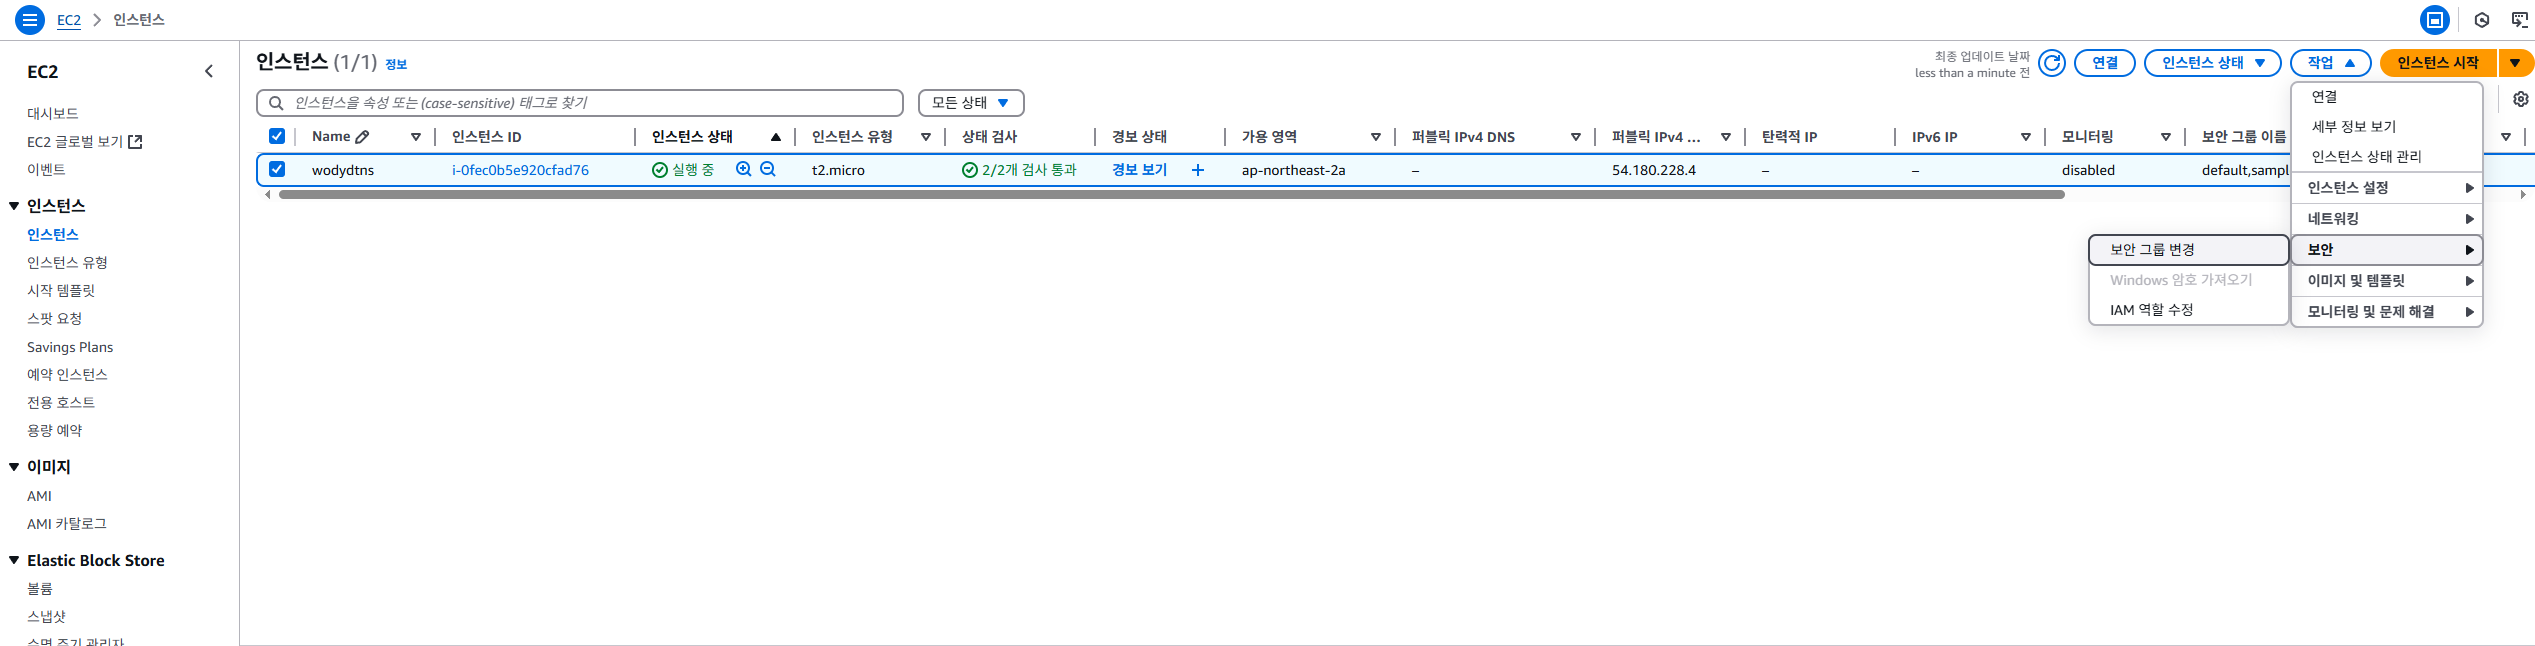 EC2 > 인스턴스
EC2
대시보드
EC2 글로벌 보기
이벤트
인스턴스
인스턴스
인스턴스 유형
시작 템플릿
스팟 요청
Savings Plans
예약 인스턴스
전용 호스트
용량 예약
이미지
AMI
AMI 카탈로그
Elastic Block Store
볼륨
스냅샷
수명 주기 관리자
인스턴스 (1/1) 정보
최종 업데이트 날짜
less than a minute 전
연결
인스턴스 상태
작업
인스턴스 시작
인스턴스을 속성 또는 (case-sensitive) 태그로 찾기
모든 상태
Name 인스턴스 ID 인스턴스 상태 인스턴스 유형 상태 검사 경보 상태 가용 영역 퍼블릭 IPv4 DNS 퍼블릭 IPv4 ... 탄력적 IP IPv6 IP 모니터링 보안 그룹 이름
wodydtns i-0fec0b5e920cfad76 실행 중 t2.micro 2/2개 검사 통과 경보 보기 + ap-northeast-2a – 54.180.228.4 – – disabled default,sampl
연결
세부 정보 보기
인스턴스 상태 관리
인스턴스 설정
네트워킹
보안
이미지 및 템플릿
모니터링 및 문제 해결
보안 그룹 변경
Windows 암호 가져오기
IAM 역할 수정